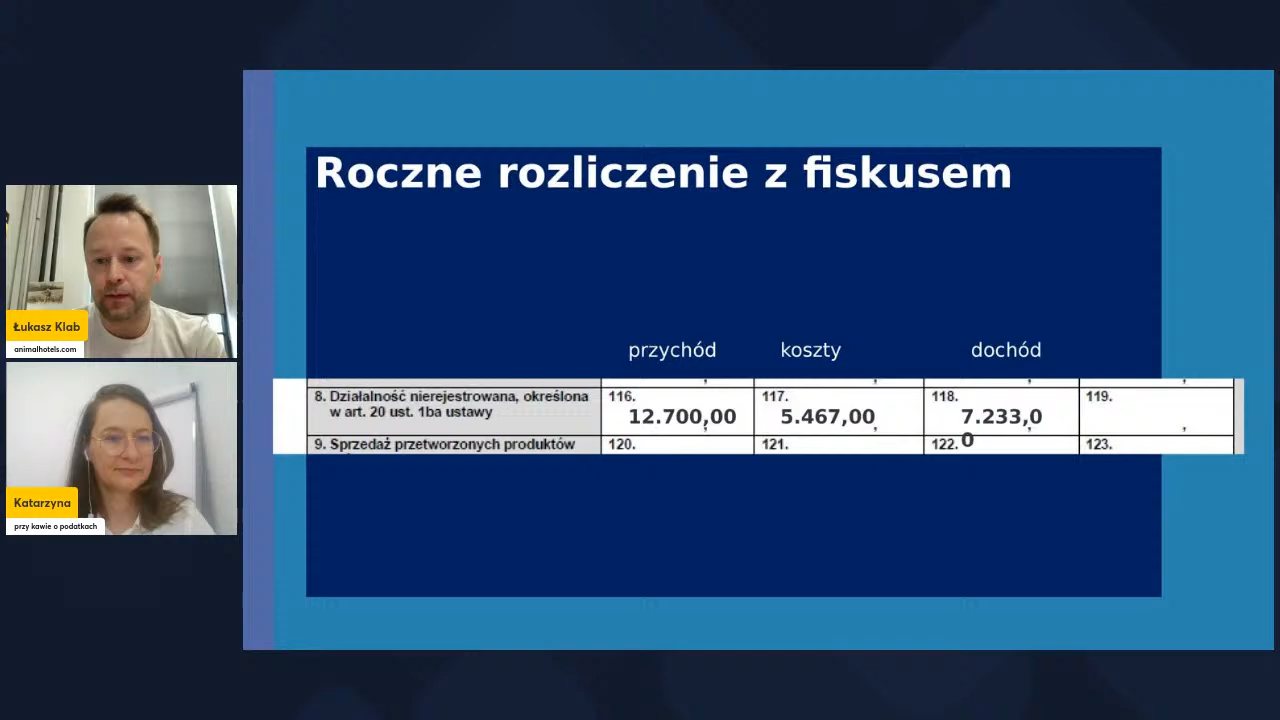 Roczne rozliczenie z fiskusem
przychód koszty dochód
8. Działalność nierejestrowana, określona 116. 117. 118. 119.
w art. 20 ust. 1ba ustawy 12.700,00 5.467,00 7.233,0
0
9. Sprzedaż przetworzonych produktów 120. 121. 122. 123.
Łukasz Klab
animalhotels.com
Katarzyna
przy kawie o podatkach